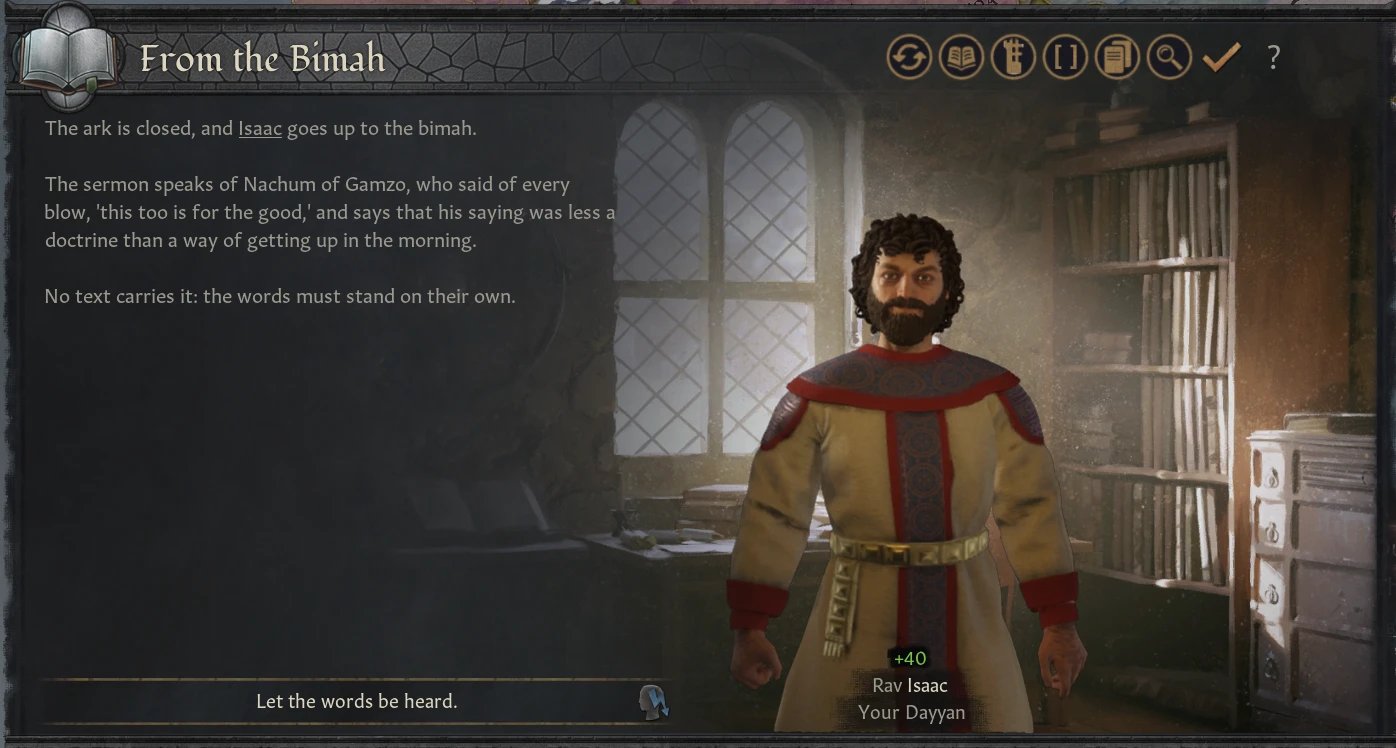 From the Bimah
?
The ark is closed, and Isaac goes up to the bimah.
The sermon speaks of Nachum of Gamzo, who said of every
blow, 'this too is for the good,' and says that his saying was less a
doctrine than a way of getting up in the morning.
No text carries it: the words must stand on their own.
Let the words be heard.
+40
Rav Isaac
Your Dayyan